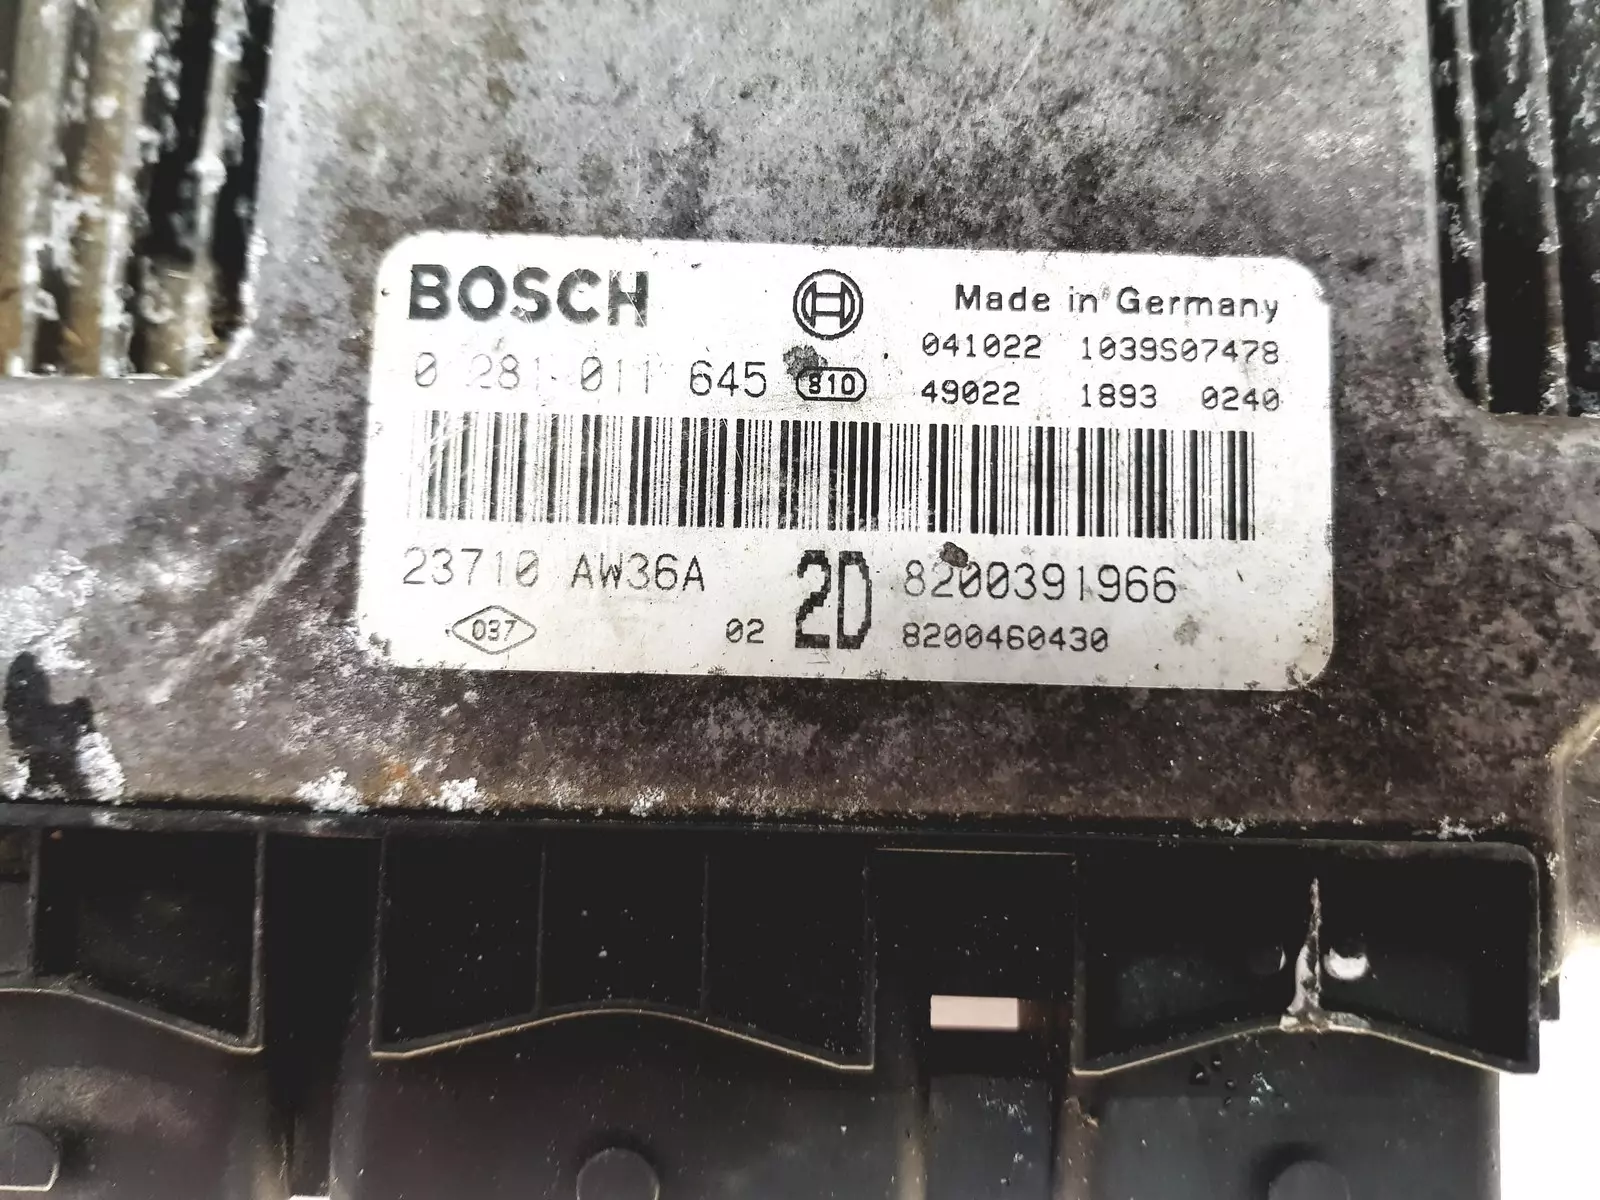 BOSCH
Made in Germany
041022 1039S07478
0 281 011 645 810 49022 1893 0240
23710 AW36A 2D 8200391966
037 02 8200460430